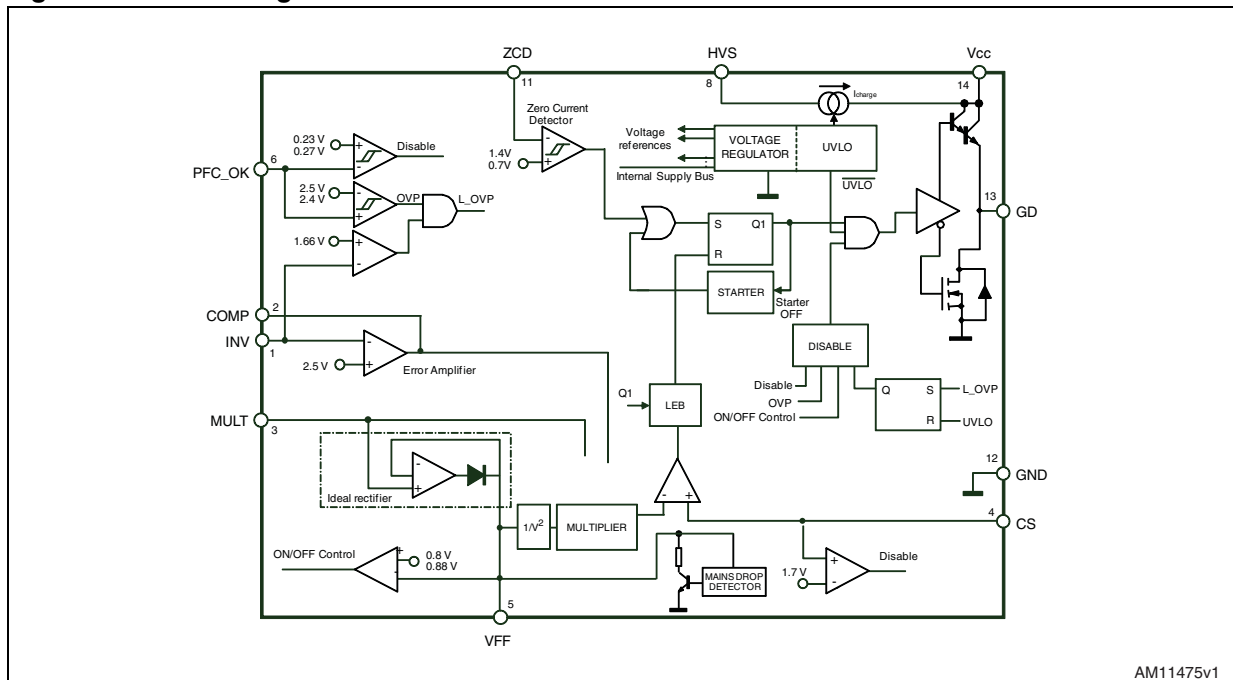 ZCD
HVS
Vcc
11
8
14
Icharge
Zero Current
Detector
Voltage
references
VOLTAGE
REGULATOR
UVLO
Internal Supply Bus
UVLO
1.4V
0.7V
-
+
0.23 V
0.27 V
+
-
Disable
6
PFC_OK
2.5 V
2.4 V
-
+
OVP
L_OVP
1.66 V
+
-
13
GD
S
Q1
R
STARTER
Starter
OFF
COMP
2
INV
1
-
2.5 V
+
Error Amplifier
DISABLE
Disable
OVP
ON/OFF Control
Q
S
R
L_OVP
UVLO
Q1
LEB
MULT
3
-
+
Ideal rectifier
12
GND
-
+
4
CS
1/V²
MULTIPLIER
ON/OFF Control
+
-
0.8 V
0.88 V
MAINS DROP
DETECTOR
1.7 V
+
-
Disable
5
VFF
AM11475v1